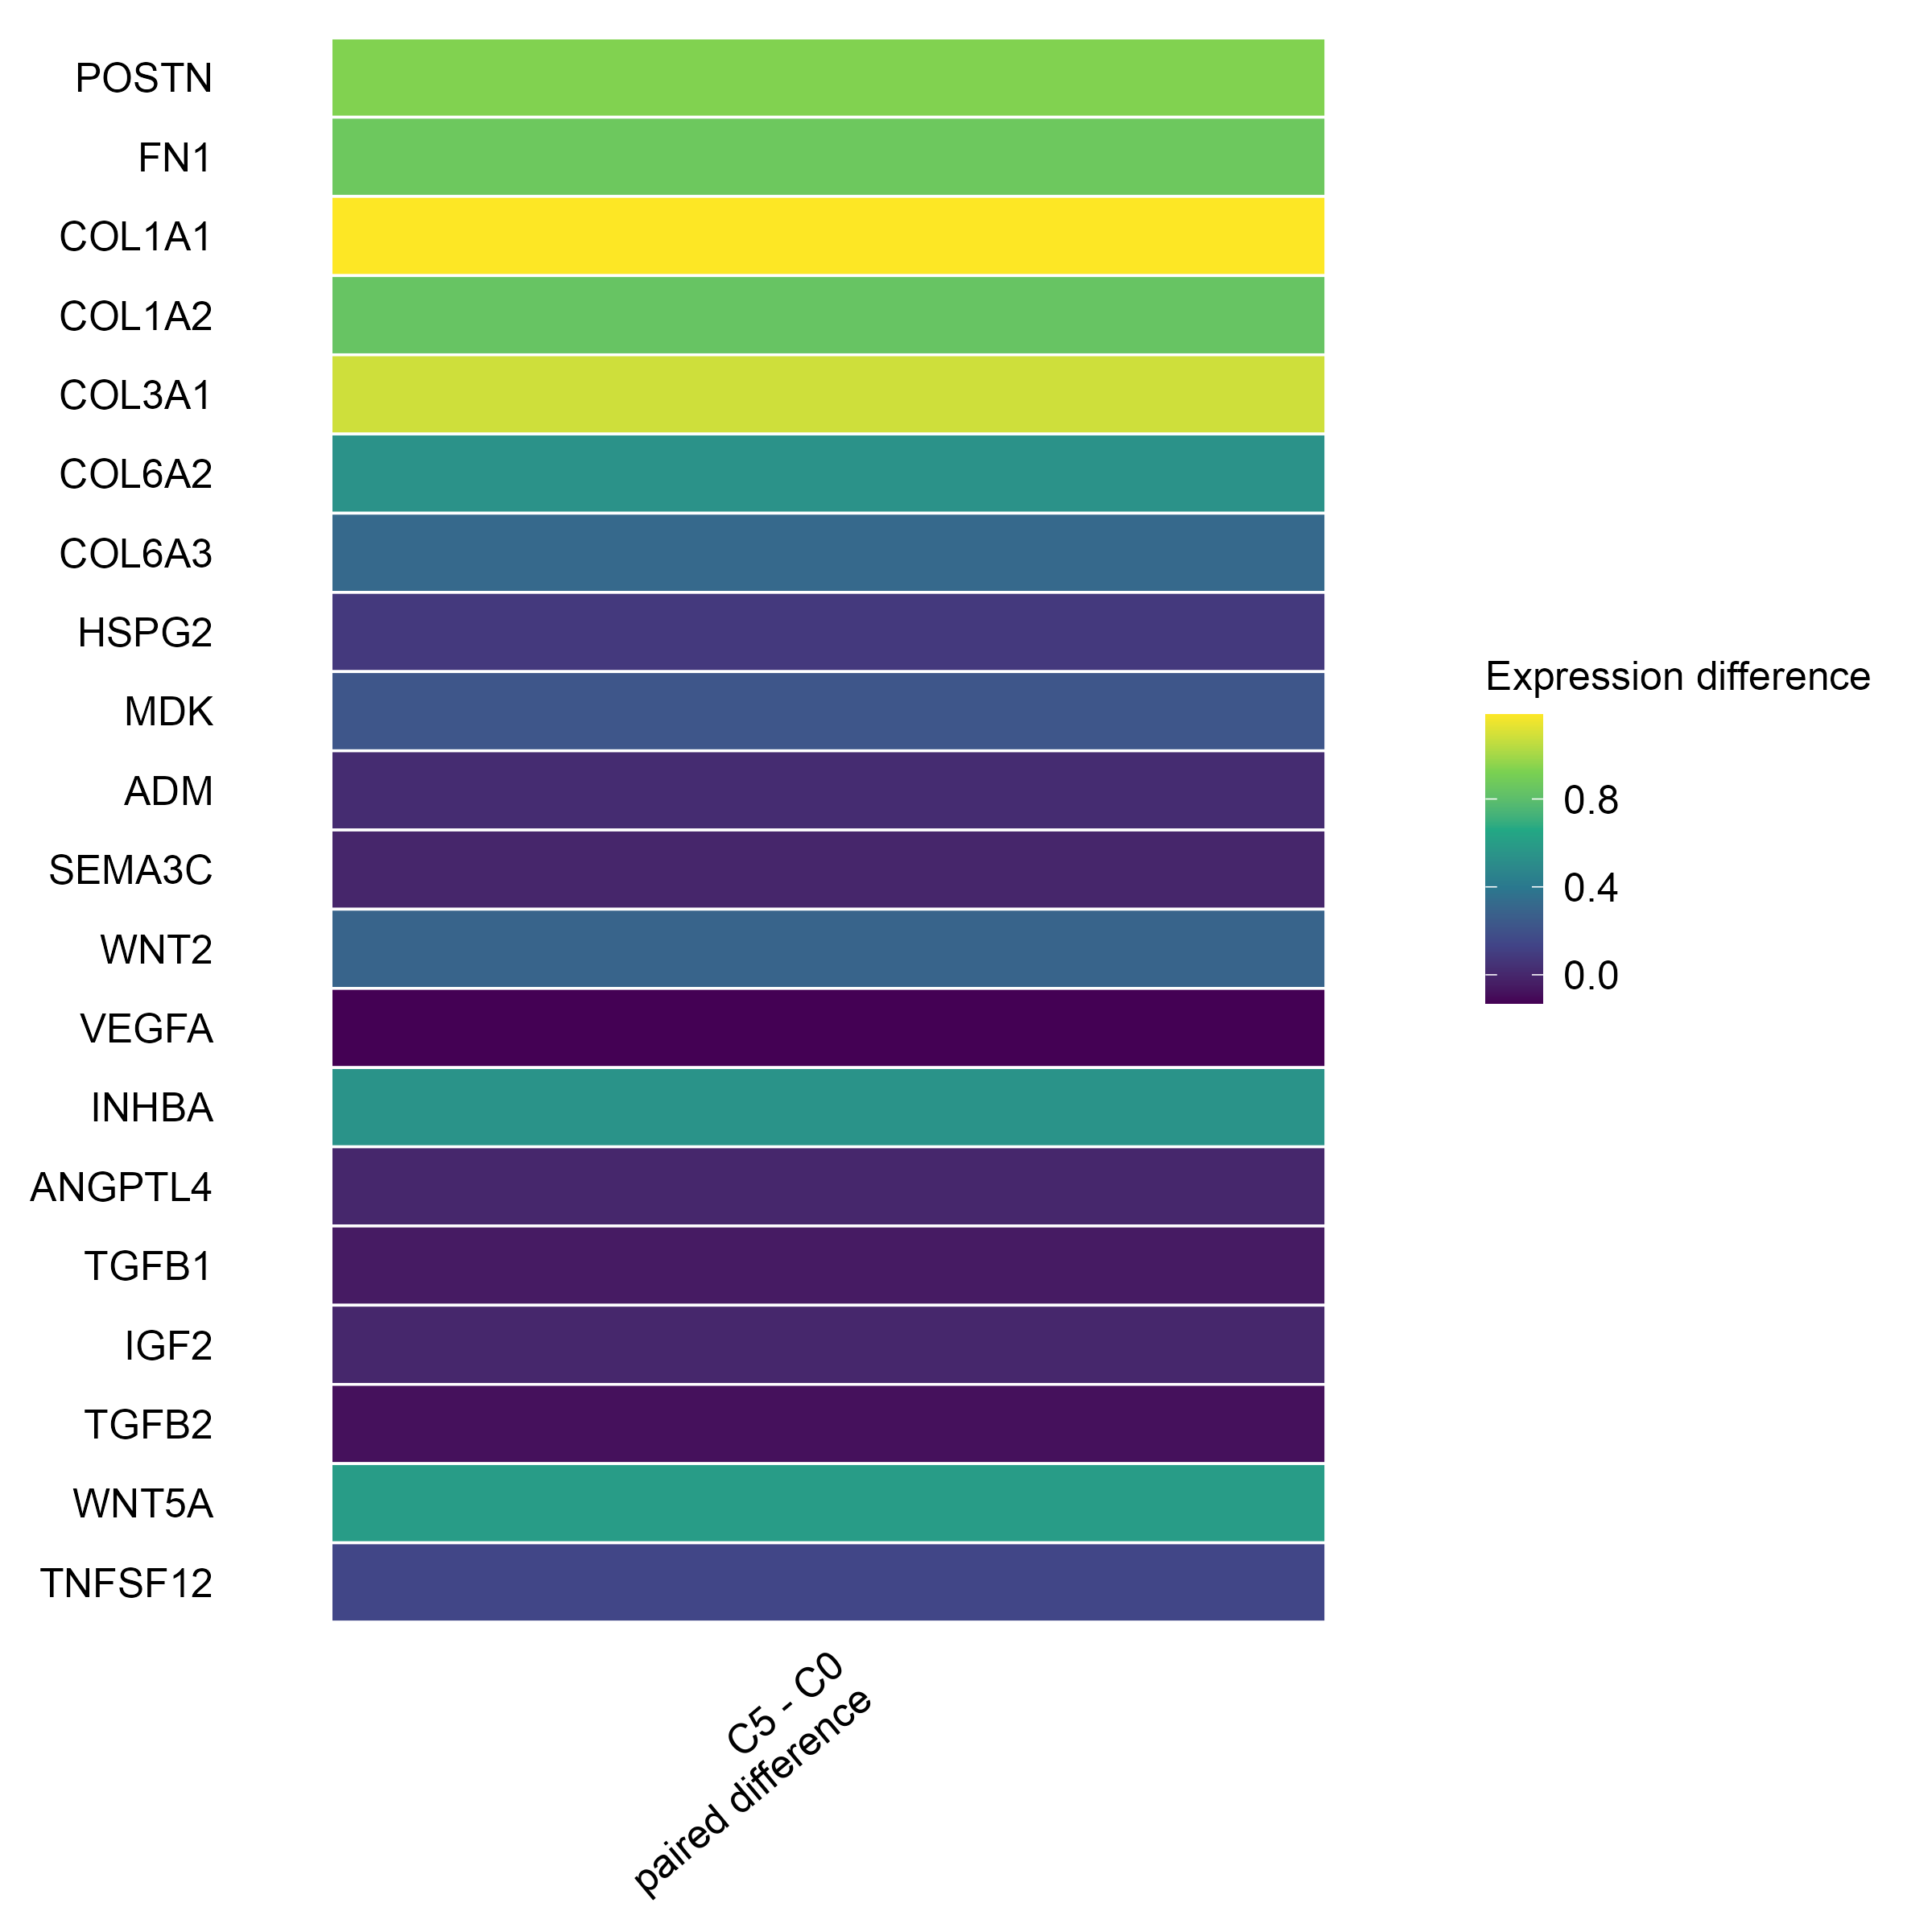 POSTN
FN1
COL1A1
COL1A2
COL3A1
COL6A2
COL6A3
HSPG2
MDK
ADM
SEMA3C
WNT2
VEGFA
INHBA
ANGPTL4
TGFB1
IGF2
TGFB2
WNT5A
TNFSF12
C5 - C0
paired difference
Expression difference
0.8
0.4
0.0